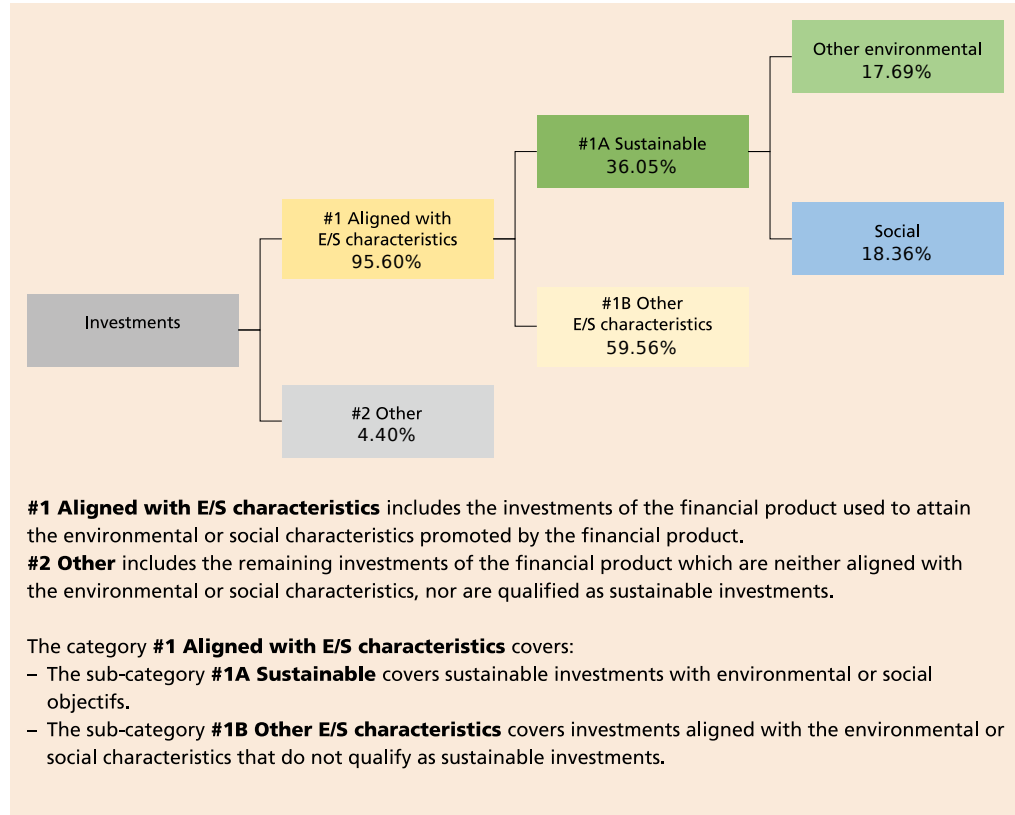 Other environmental
17.69%
#1A Sustainable
36.05%
#1 Aligned with
E/S characteristics
95.60%
Social
18.36%
Investments
#1B Other
E/S characteristics
59.56%
#2 Other
4.40%
#1 Aligned with E/S characteristics includes the investments of the financial product used to attain
the environmental or social characteristics promoted by the financial product.
#2 Other includes the remaining investments of the financial product which are neither aligned with
the environmental or social characteristics, nor are qualified as sustainable investments.
The category #1 Aligned with E/S characteristics covers:
– The sub-category #1A Sustainable covers sustainable investments with environmental or social
objectifs.
– The sub-category #1B Other E/S characteristics covers investments aligned with the environmental or
social characteristics that do not qualify as sustainable investments.